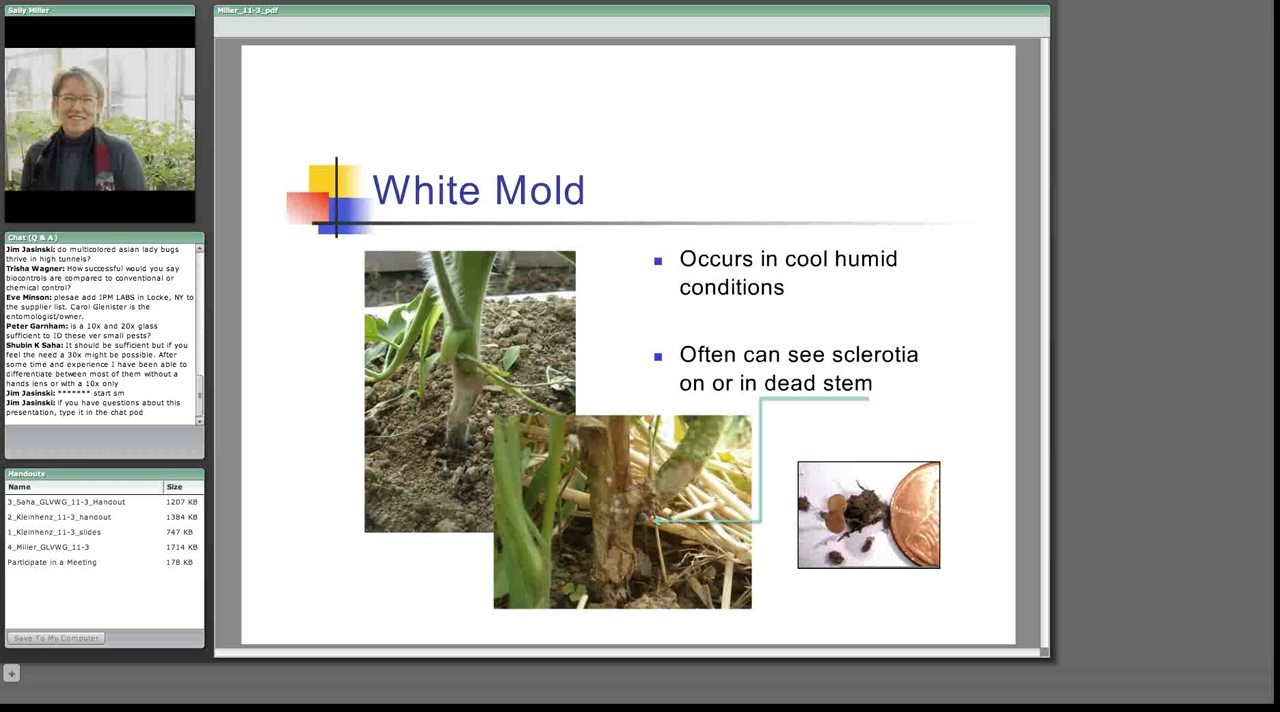 Sally Miller
Miller_11-3_pdf
White Mold
Occurs in cool humid
conditions
Often can see sclerotia
on or in dead stem
Chat (Q & A)
Jim Jasinski: do multicolored asian lady bugs
thrive in high tunnels?
Trisha Wagner: How successful would you say
biocontrols are compared to conventional or
chemical control?
Eve Minson: plesae add IPM LABS in Locke, NY to
the supplier list. Carol Glenister is the
entomologist/owner.
Peter Garnham: is a 10x and 20x glass
sufficient to ID these ver small pests?
Shubin K Saha: It should be sufficient but if you
feel the need a 30x might be possible. After
some time and experience I have been able to
differentiate between most of them without a
hands lens or with a 10x only
Jim Jasinski: ******* start sm
Jim Jasinski: if you have questions about this
presentation, type it in the chat pod
Handouts
Name Size
3_Saha_GLVWG_11-3_Handout 1207 KB
2_Kleinhenz_11-3_handout 1384 KB
1_Kleinhenz_11-3_slides 747 KB
4_Miller_GLVWG_11-3 1714 KB
Participate in a Meeting 178 KB
Save To My Computer